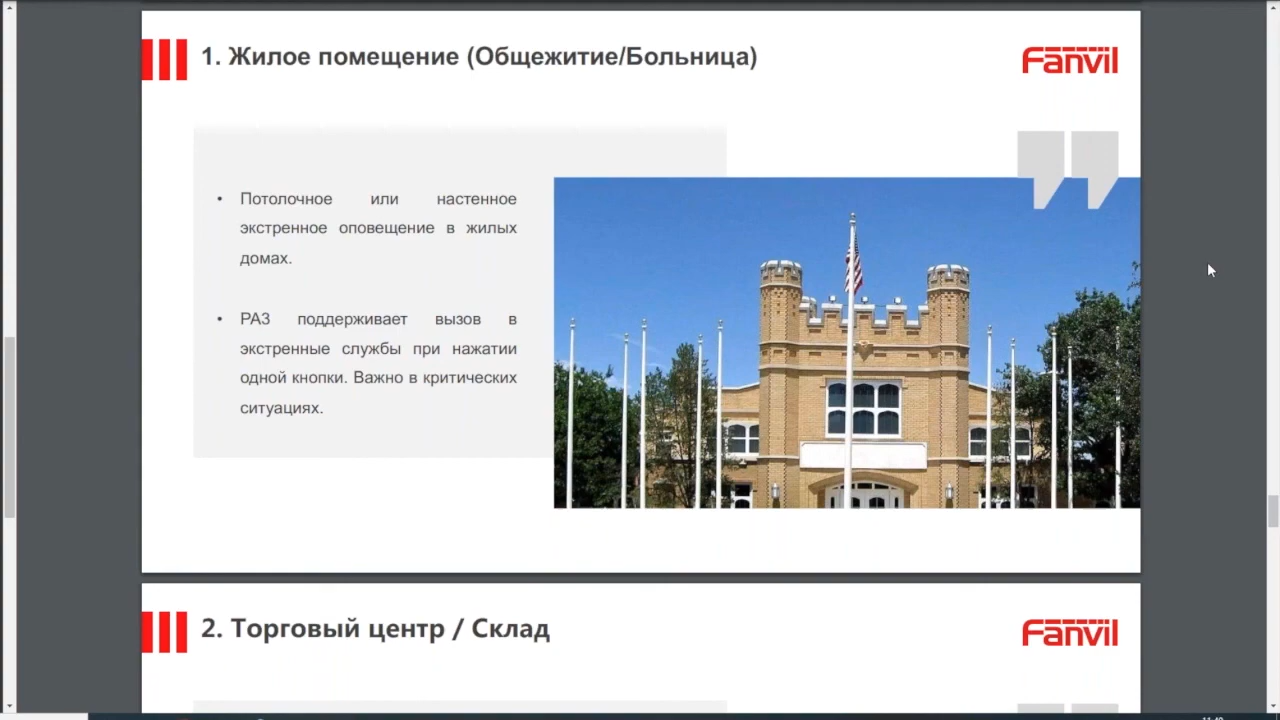 1. Жилое помещение (Общежитие/Больница)
Fanvil
• Потолочное или настенное
экстренное оповещение в жилых
домах.
• PA3 поддерживает вызов в
экстренные службы при нажатии
одной кнопки. Важно в критических
ситуациях.
2. Торговый центр / Склад
Fanvil